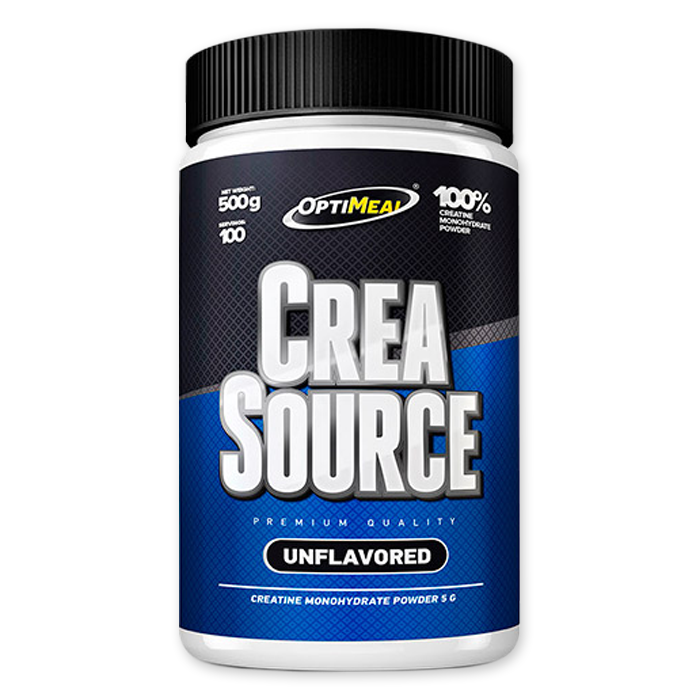 NET WEIGHT:
500g
SERVINGS:
100
OPTIMEAL®
100%
CREATINE
MONOHYDRATE
POWDER
CREA
SOURCE
PREMIUM QUALITY
UNFLAVORED
CREATINE MONOHYDRATE POWDER 5 G